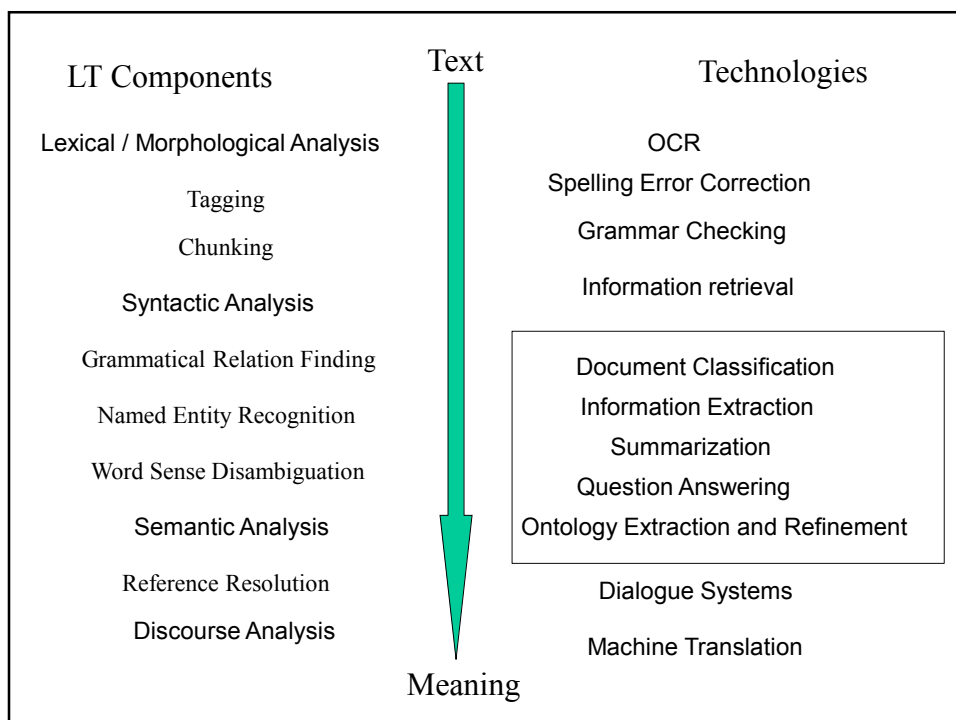 Text
LT Components
Technologies
Lexical / Morphological Analysis
Tagging
Chunking
Syntactic Analysis
Grammatical Relation Finding
Named Entity Recognition
Word Sense Disambiguation
Semantic Analysis
Reference Resolution
Discourse Analysis
OCR
Spelling Error Correction
Grammar Checking
Information retrieval
Document Classification
Information Extraction
Summarization
Question Answering
Ontology Extraction and Refinement
Dialogue Systems
Machine Translation
Meaning